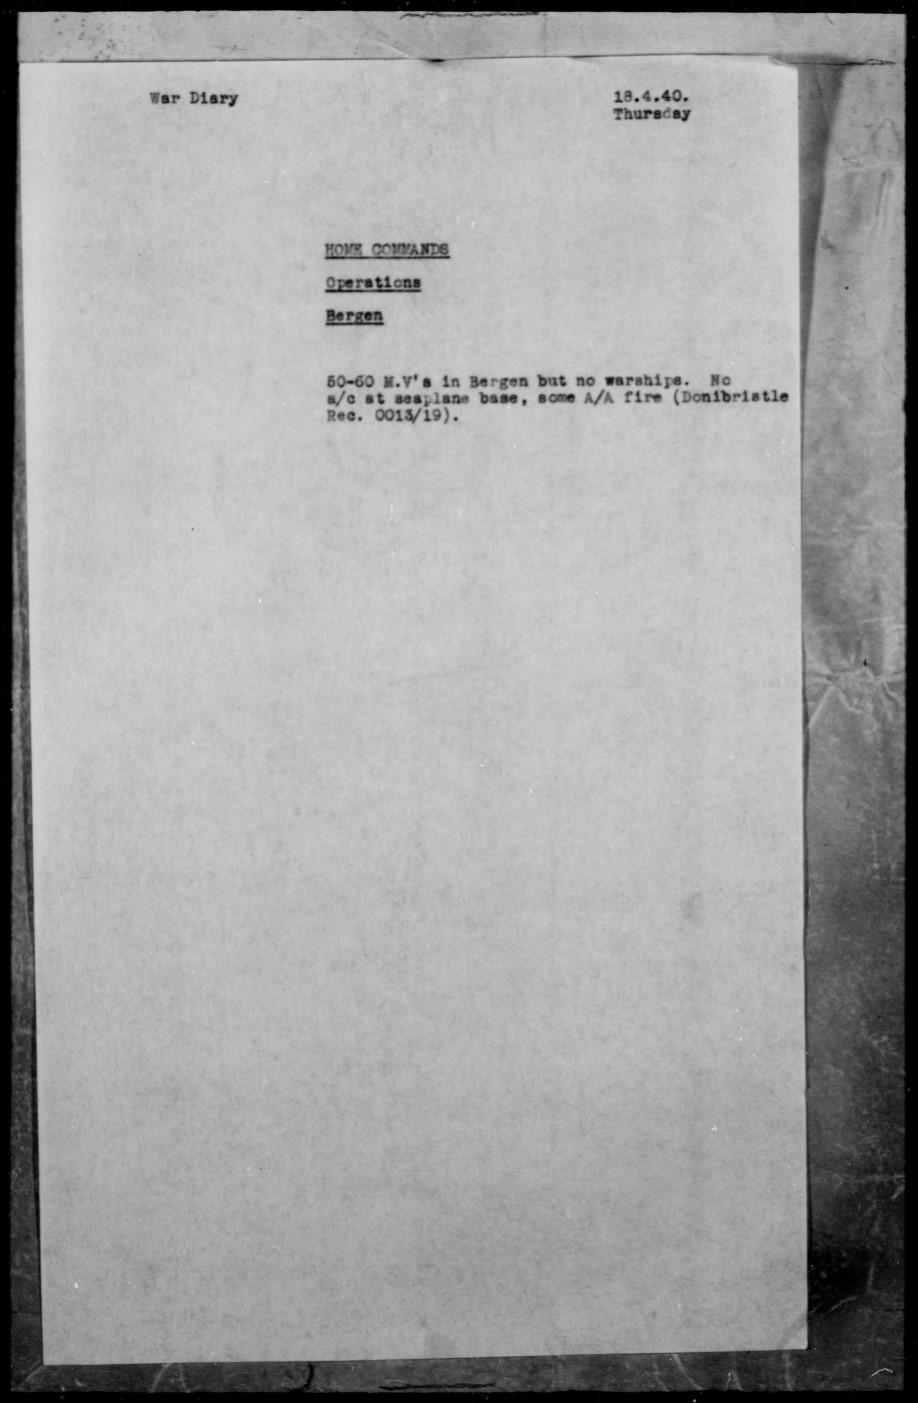 War Diary
18.4.40.
Thursday
HOME COMMANDS
Operations
Bergen
50-60 M.V's in Bergen but no warships. No
a/c at seaplane base, some A/A fire (Donibristle
Rec. 0013/19).